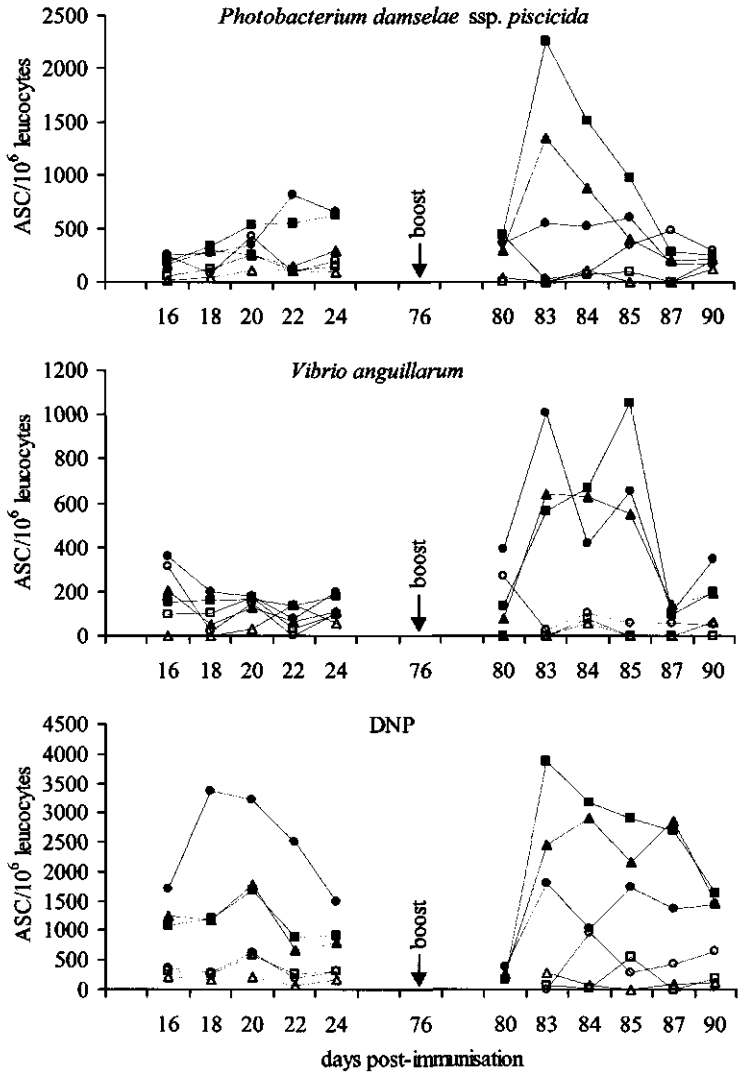 Photobacterium damselae ssp. piscicida
2500
2000
1500
1000
500
0
ASC/10⁶ leucocytes
boost
16 18 20 22 24 76 80 83 84 85 87 90
Vibrio anguillarum
1200
1000
800
600
400
200
0
ASC/10⁶ leucocytes
boost
16 18 20 22 24 76 80 83 84 85 87 90
DNP
4500
4000
3500
3000
2500
2000
1500
1000
500
0
ASC/10⁶ leucocytes
boost
16 18 20 22 24 76 80 83 84 85 87 90
days post-immunisation